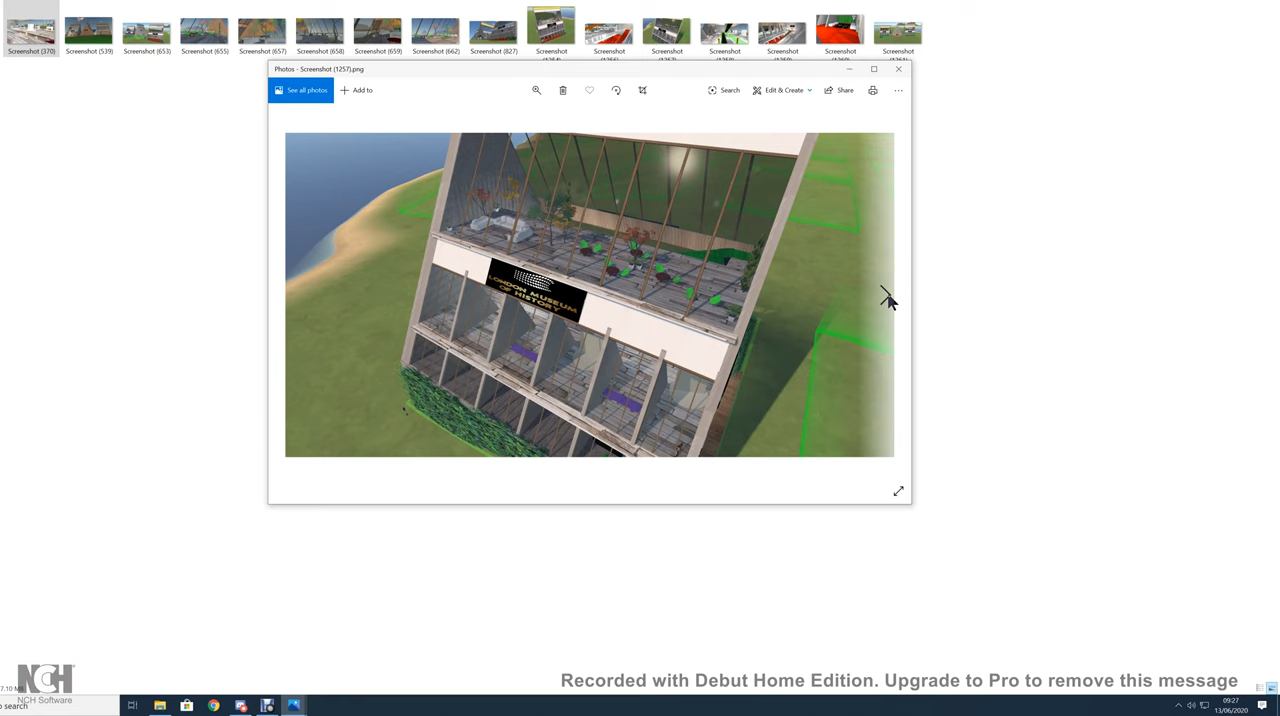 Screenshot (370)
Screenshot (539)
Screenshot (653)
Screenshot (655)
Screenshot (657)
Screenshot (658)
Screenshot (659)
Screenshot (662)
Screenshot (827)
Screenshot
Screenshot
Screenshot
Screenshot
Screenshot
Screenshot
Screenshot
Photos - Screenshot (1257).png
See all photos
Add to
Search
Edit & Create
Share
LONDON MUSEUM
OF HISTORY
NCH
NCH Software
7.10 M
o search
Recorded with Debut Home Edition. Upgrade to Pro to remove this message
09:27
13/06/2020